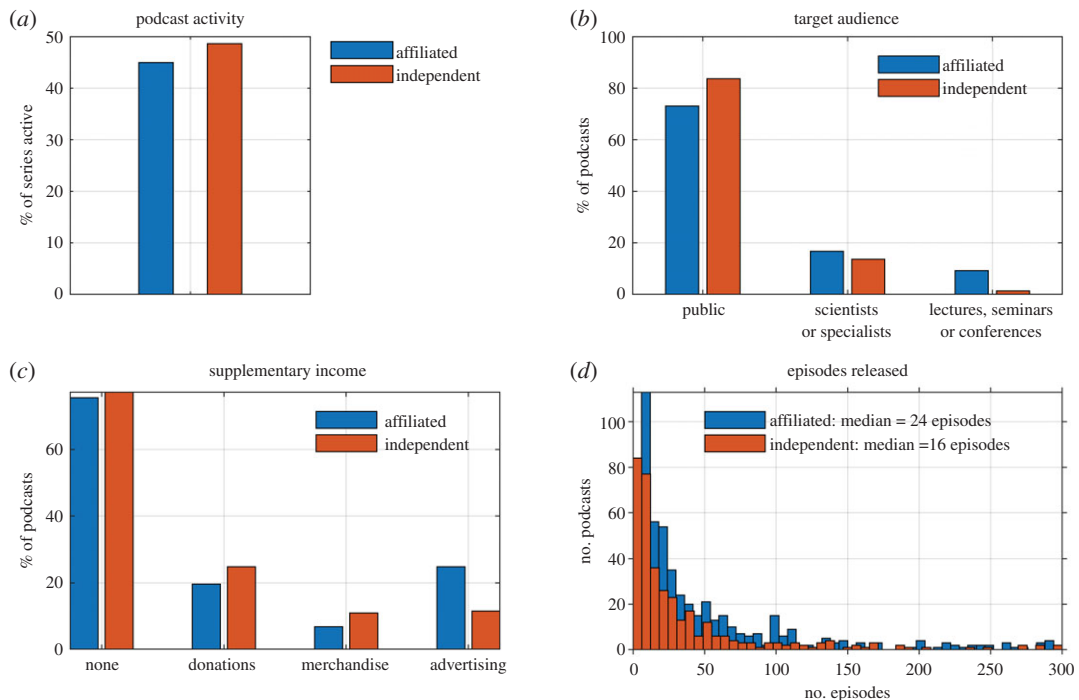 (a)
podcast activity
50
40
30
50
20
10
0
% of series active
affiliated
independent
(b)
target audience
100
80
60
40
20
0
% of podcasts
affiliated
independent
public
scientists
or specialists
lectures, seminars
or conferences
(c)
supplementary income
60
40
20
0
% of podcasts
affiliated
independent
none
donations
merchandise
advertising
(d)
episodes released
100
80
60
40
20
0
no. podcasts
affiliated: median = 24 episodes
independent: median =16 episodes
0
50
100
150
200
250
300
no. episodes